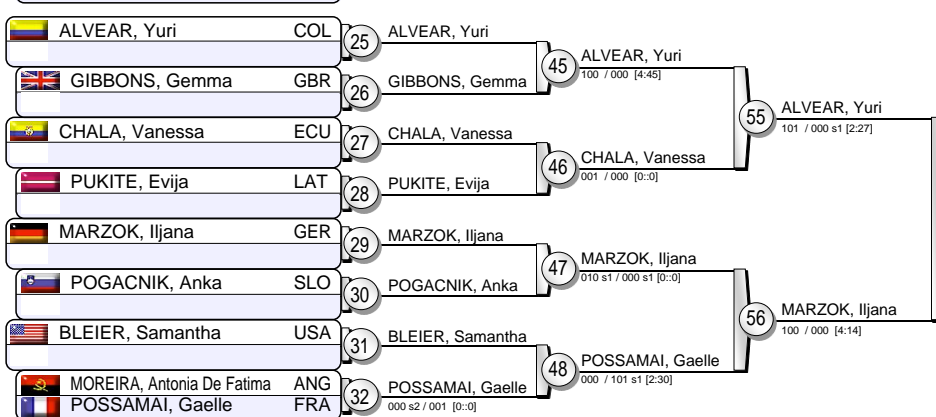 ALVEAR, Yuri COL
25
ALVEAR, Yuri
GIBBONS, Gemma GBR
26
GIBBONS, Gemma
45
ALVEAR, Yuri
100 / 000 [4:45]
CHALA, Vanessa ECU
27
CHALA, Vanessa
PUKITE, Evija LAT
28
PUKITE, Evija
46
CHALA, Vanessa
001 / 000 [0::0]
55
ALVEAR, Yuri
101 / 000 s1 [2:27]
MARZOK, Iljana GER
29
MARZOK, Iljana
POGACNIK, Anka SLO
30
POGACNIK, Anka
47
MARZOK, Iljana
010 s1 / 000 s1 [0::0]
BLEIER, Samantha USA
31
BLEIER, Samantha
MOREIRA, Antonia De Fatima ANG
POSSAMAI, Gaelle FRA
32
POSSAMAI, Gaelle
000 s2 / 001 [0::0]
48
POSSAMAI, Gaelle
000 / 101 s1 [2:30]
56
MARZOK, Iljana
100 / 000 [4:14]